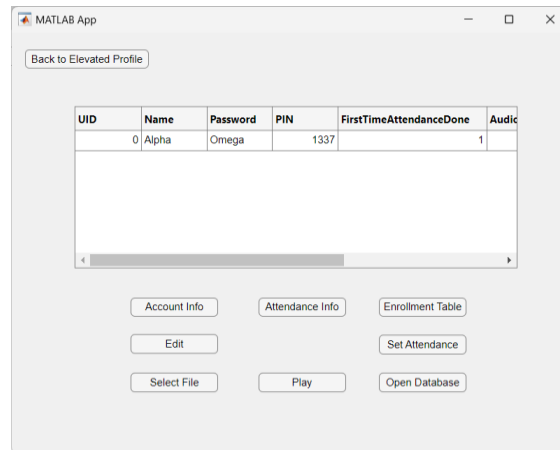 MATLAB App
Back to Elevated Profile
UID Name Password PIN FirstTimeAttendanceDone Audic
0 Alpha Omega 1337 1
Account Info Attendance Info Enrollment Table
Edit Set Attendance
Select File Play Open Database